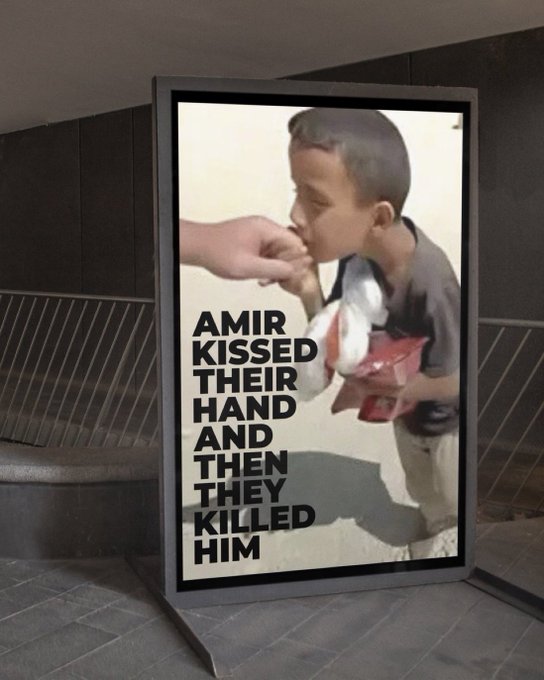 AMIR
KISSED
THEIR
HAND
AND
THEN
THEY
KILLED
HIM